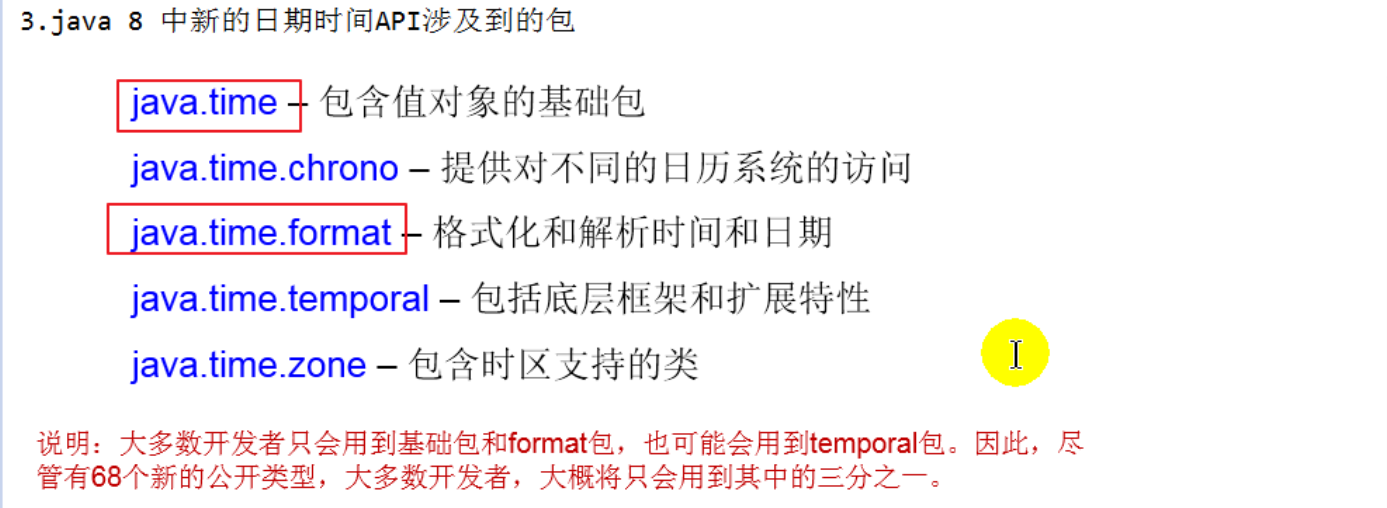 3.java 8 中新的日期时间API涉及到的包
java.time – 包含值对象的基础包
java.time.chrono – 提供对不同的日历系统的访问
java.time.format – 格式化和解析时间和日期
java.time.temporal – 包括底层框架和扩展特性
java.time.zone – 包含时区支持的类
说明：大多数开发者只会用到基础包和format包，也可能会用到temporal包。因此，尽
管有68个新的公开类型，大多数开发者，大概将只会用到其中的三分之一。